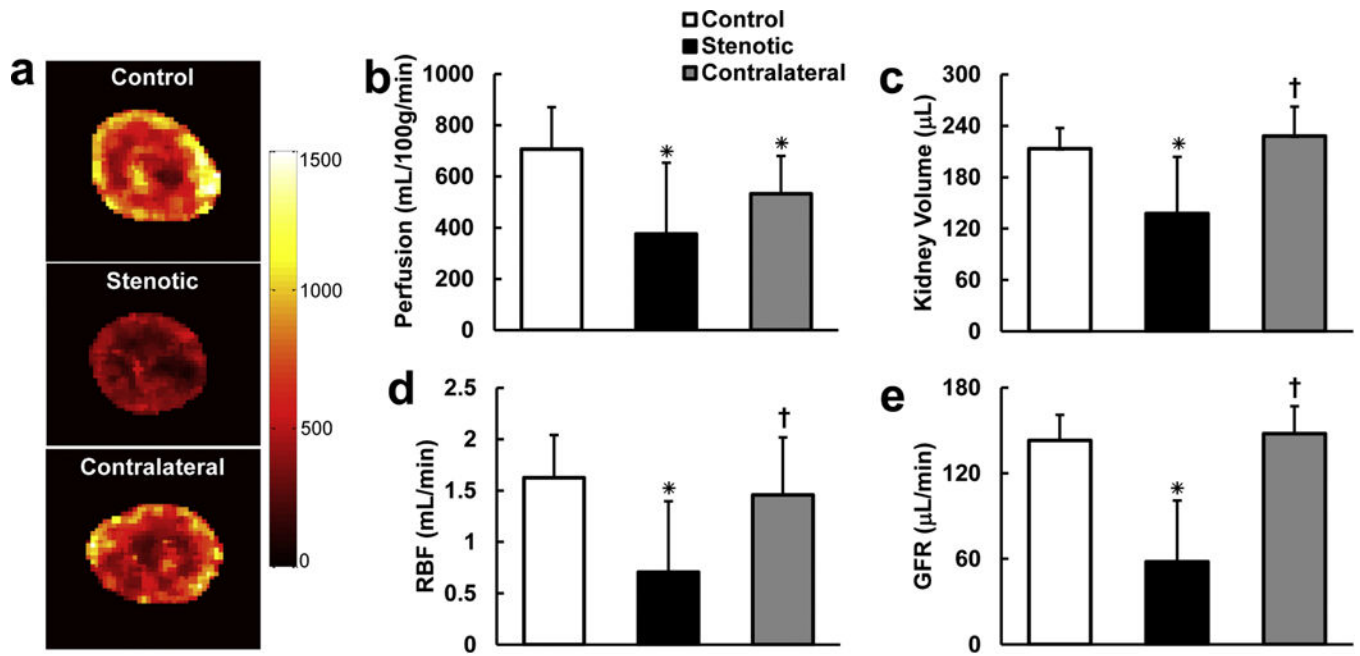 Control
Stenotic
Contralateral
a
Control
1500
1000
500
0
Stenotic
Contralateral
b
Perfusion (mL/100g/min)
1000
800
600
400
200
0
*
*
c
Kidney Volume (μL)
300
240
180
120
60
0
*
†
d
RBF (mL/min)
2.5
2
1.5
1
0.5
0
*
†
e
GFR (μL/min)
180
120
60
0
*
†